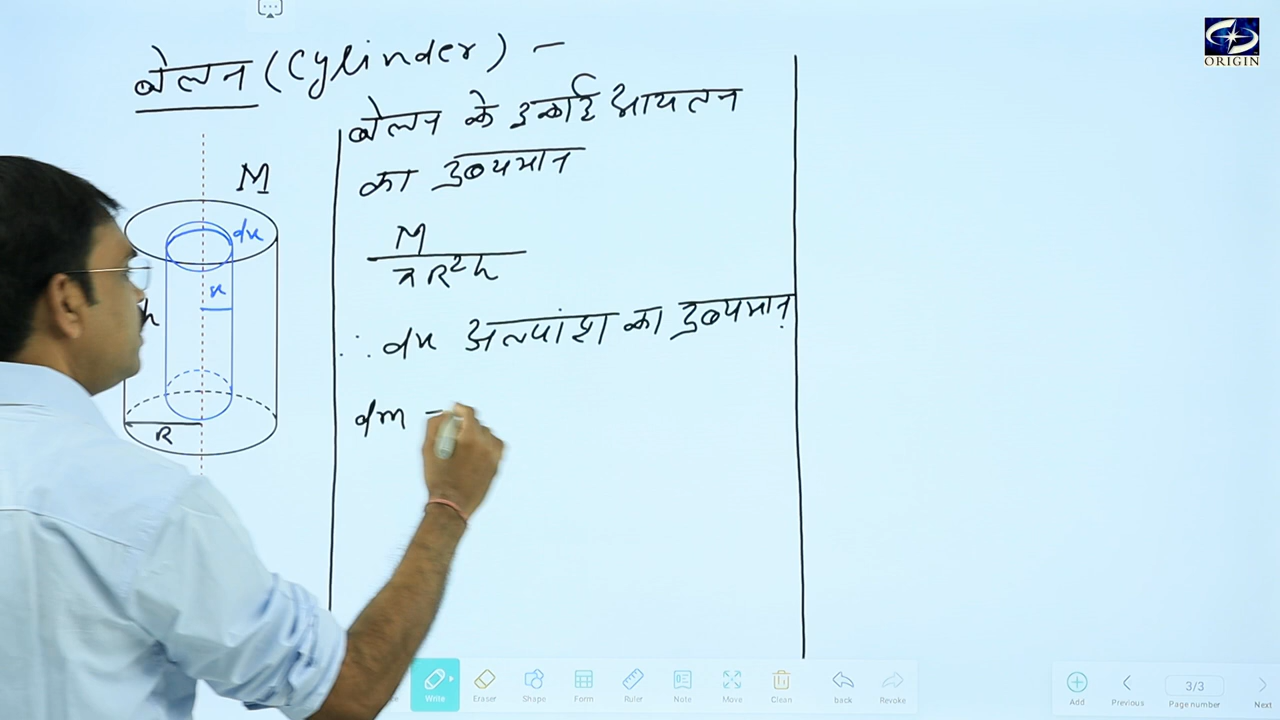 बेलन (Cylinder) -
बेलन के इकाई आयतन
का द्रव्यमान
M
πR²h
∴ dx अल्पांश का द्रव्यमान
dm -
M
dx
x
h
R
ORIGIN
Write
Eraser
Shape
Form
Ruler
Note
Move
Clean
back
Revoke
Add
Previous
3/3
Page number
Next